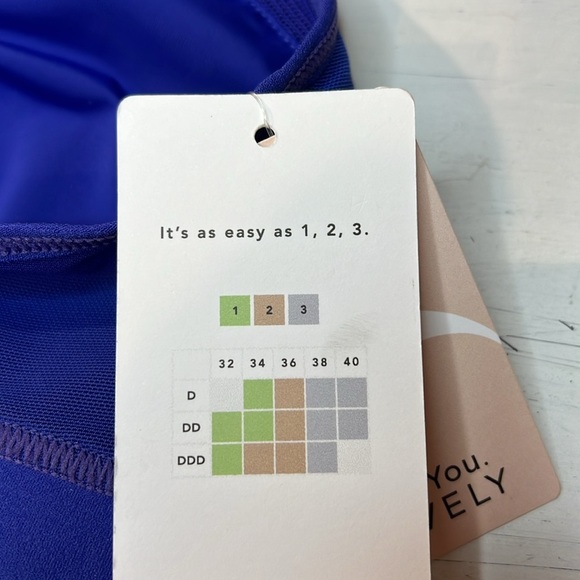 It's as easy as 1, 2, 3.
1 2 3
32 34 36 38 40
D
DD
DDD
You.
VELY